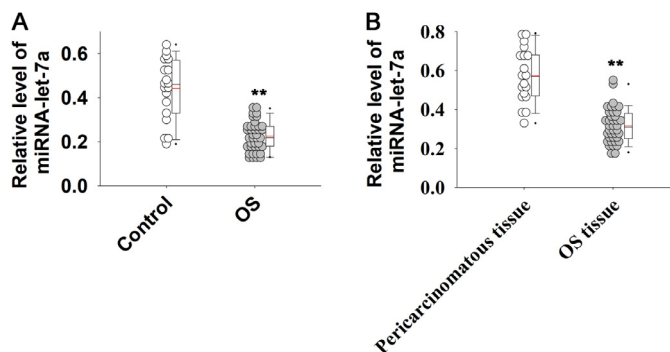 A
Relative level of
miRNA-let-7a
0.6
0.4
0.2
0.0
**
Control
OS
B
Relative level of
miRNA-let-7a
0.8
0.6
0.4
0.2
0.0
**
Pericarcinomatous tissue
OS tissue